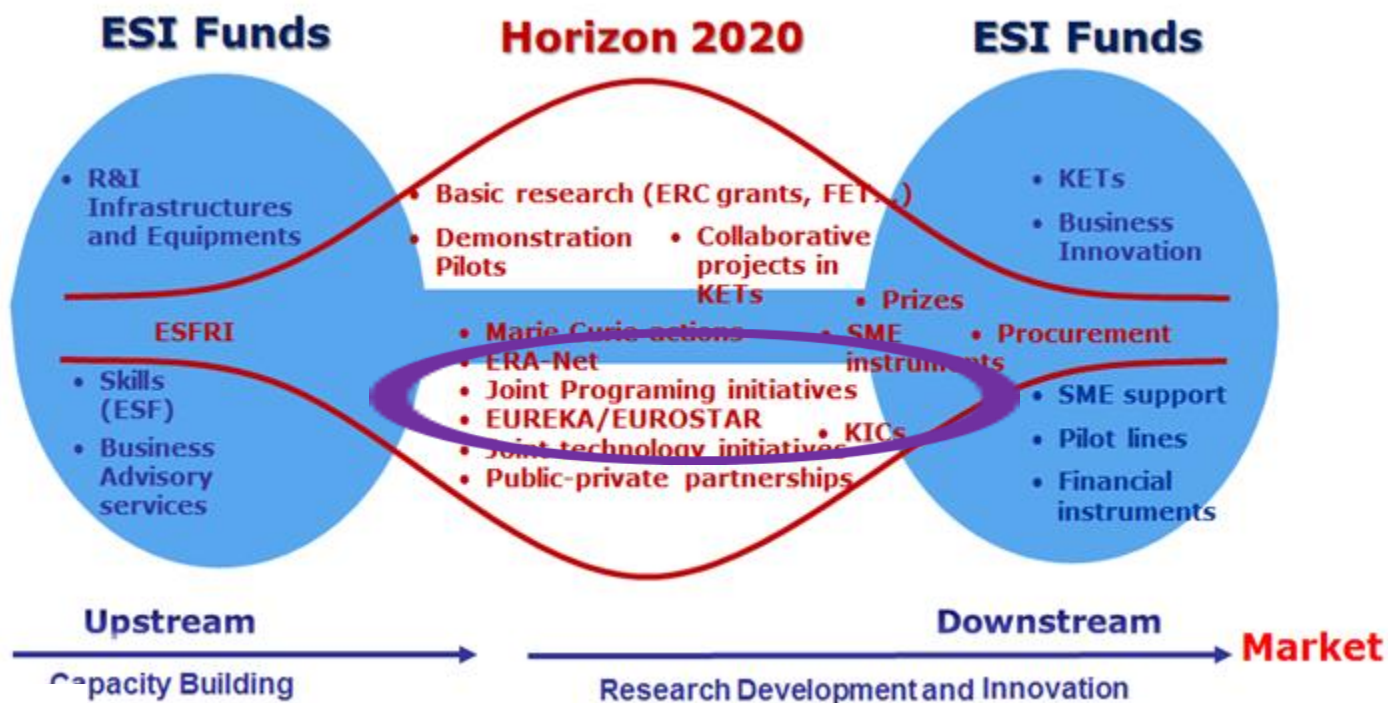 ESI Funds
Horizon 2020
ESI Funds
• R&I
Infrastructures
and Equipments
• Basic research (ERC grants, FET...)
• Demonstration
Pilots
• Collaborative
projects in
KETs
• KETs
• Business
Innovation
• Prizes
ESFRI
• Marie Curie actions
• SME
instruments
• Procurement
• ERA-Net
• Joint Programing initiatives
• EUREKA/EUROSTAR
• KICs
• Joint technology initiatives
• Public-private partnerships
• Skills
(ESF)
• Business
Advisory
services
• SME support
• Pilot lines
• Financial
instruments
Upstream
Downstream
Market
Capacity Building
Research Development and Innovation